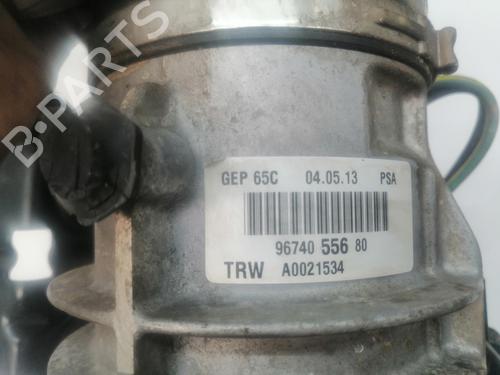 B-PARTS
GEP 65C 04.05.13 PSA
96740 556 80
TRW A0021534